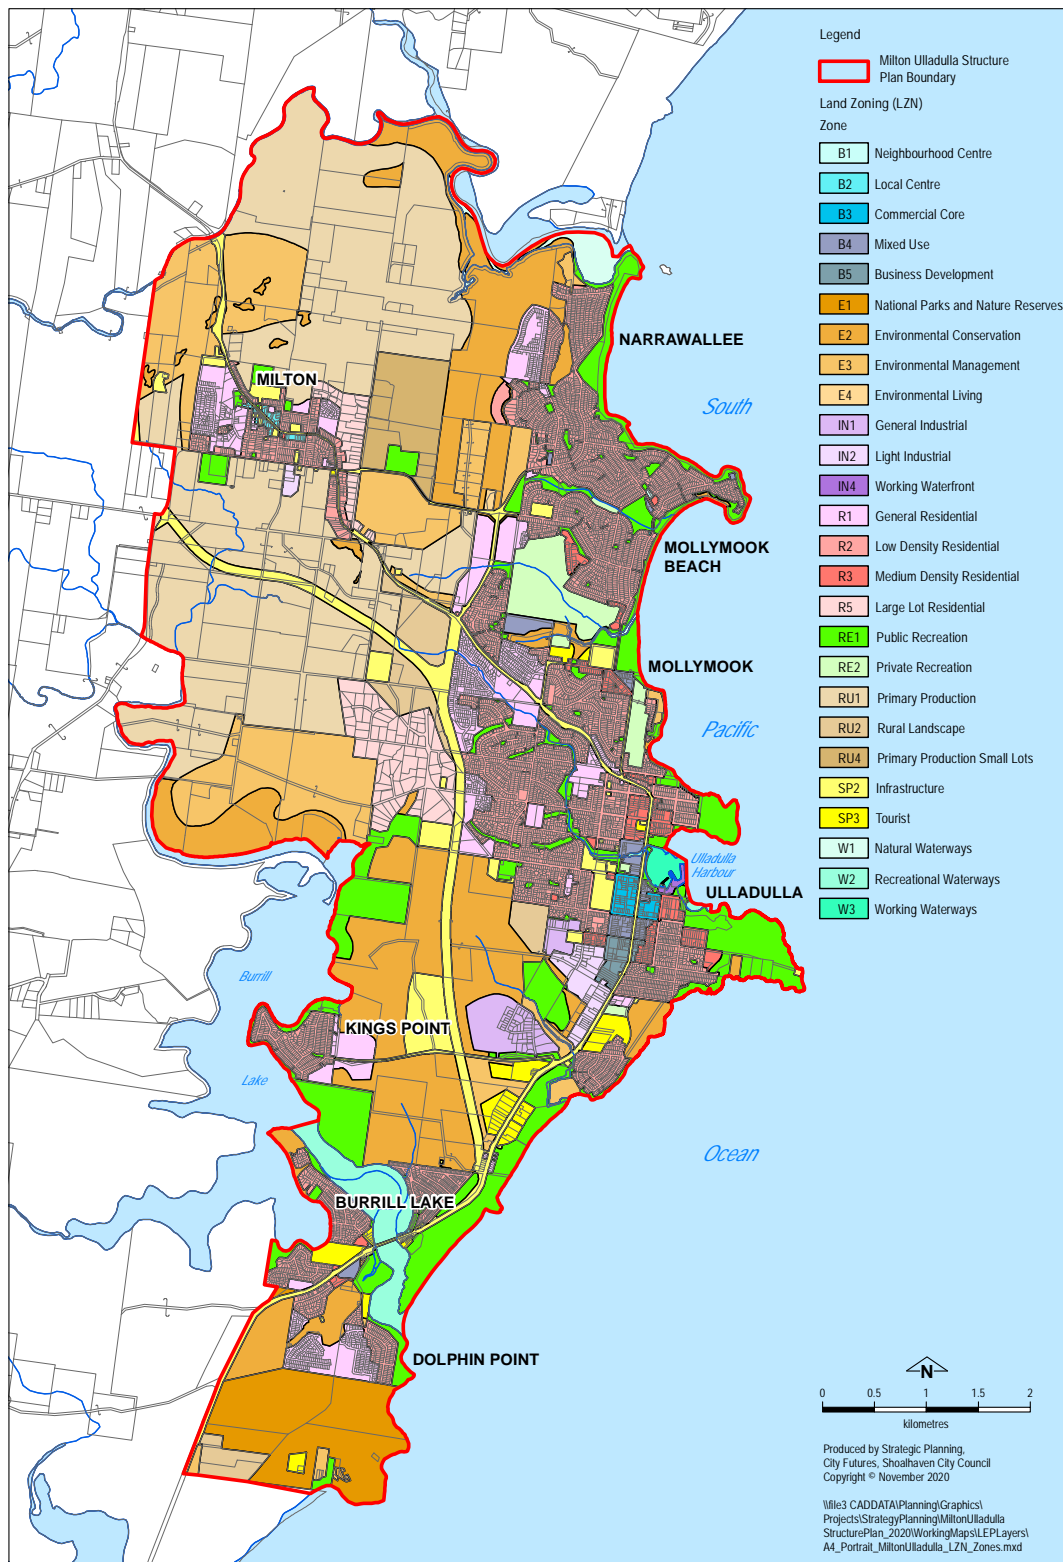 Legend
Milton Ulladulla Structure
Plan Boundary
Land Zoning (LZN)
Zone
B1 Neighbourhood Centre
B2 Local Centre
B3 Commercial Core
B4 Mixed Use
B5 Business Development
E1 National Parks and Nature Reserves
E2 Environmental Conservation
E3 Environmental Management
E4 Environmental Living
IN1 General Industrial
IN2 Light Industrial
IN4 Working Waterfront
R1 General Residential
R2 Low Density Residential
R3 Medium Density Residential
R5 Large Lot Residential
RE1 Public Recreation
RE2 Private Recreation
RU1 Primary Production
RU2 Rural Landscape
RU4 Primary Production Small Lots
SP2 Infrastructure
SP3 Tourist
W1 Natural Waterways
W2 Recreational Waterways
W3 Working Waterways
NARRAWALLEE
MILTON
South
MOLLYMOOK
BEACH
MOLLYMOOK
Pacific
Ulladulla
Harbour
ULLADULLA
Burrill
KINGS POINT
Lake
Ocean
BURRILL LAKE
DOLPHIN POINT
N
0 0.5 1 1.5 2
kilometres
Produced by Strategic Planning,
City Futures, Shoalhaven City Council
Copyright © November 2020
\\file3 CADDATA\Planning\Graphics\
Projects\StrategyPlanning\MiltonUlladulla
StructurePlan_2020\WorkingMaps\LEPLayers\
A4_Portrait_MiltonUlladulla_LZN_Zones.mxd